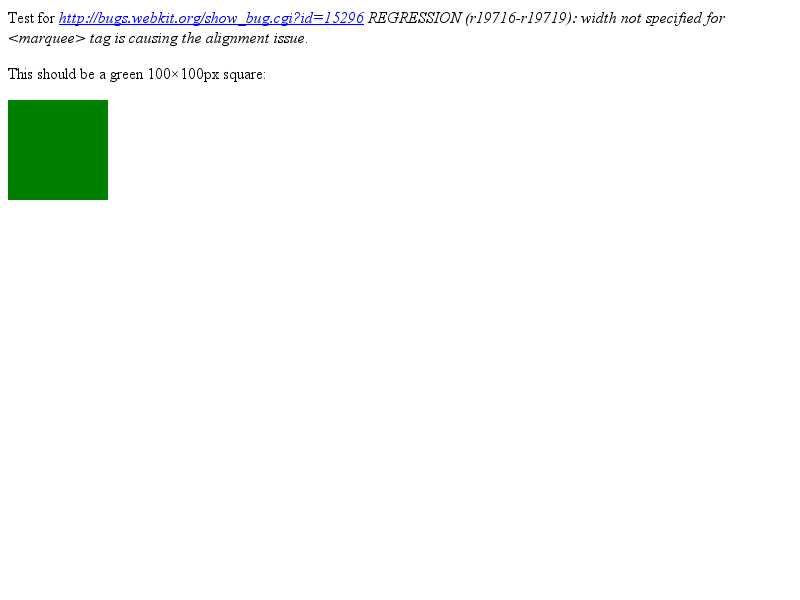 Test for http://bugs.webkit.org/show_bug.cgi?id=15296 REGRESSION (r19716-r19719): width not specified for
<marquee> tag is causing the alignment issue.
This should be a green 100×100px square: